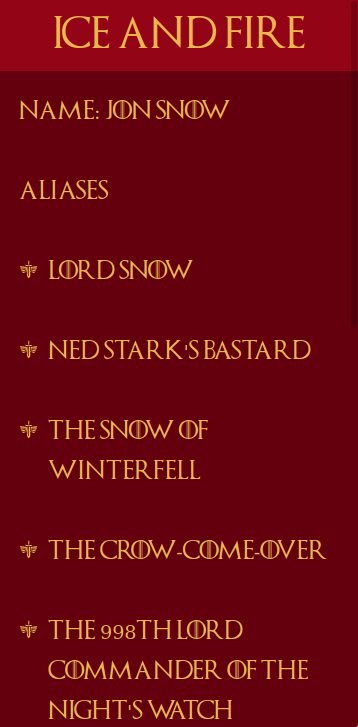 ICE AND FIRE
NAME: JON SNOW
ALIASES
LORD SNOW
NED STARK'S BASTARD
THE SNOW OF
WINTERFELL
THE CROW-COME-OVER
THE 998TH LORD
COMMANDER OF THE
NIGHT'S WATCH